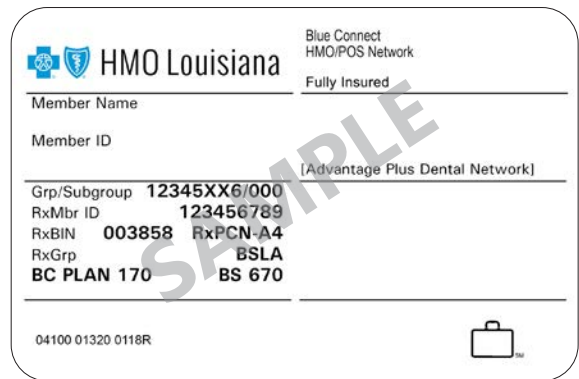 HMO Louisiana
Blue Connect
HMO/POS Network
Fully Insured
Member Name
Member ID
[Advantage Plus Dental Network]
Grp/Subgroup 12345XX6/000
RxMbr ID 123456789
RxBIN 003858 RxPCN-A4
RxGrp BSLA
BC PLAN 170 BS 670
SAMPLE
04100 01320 0118R
SM